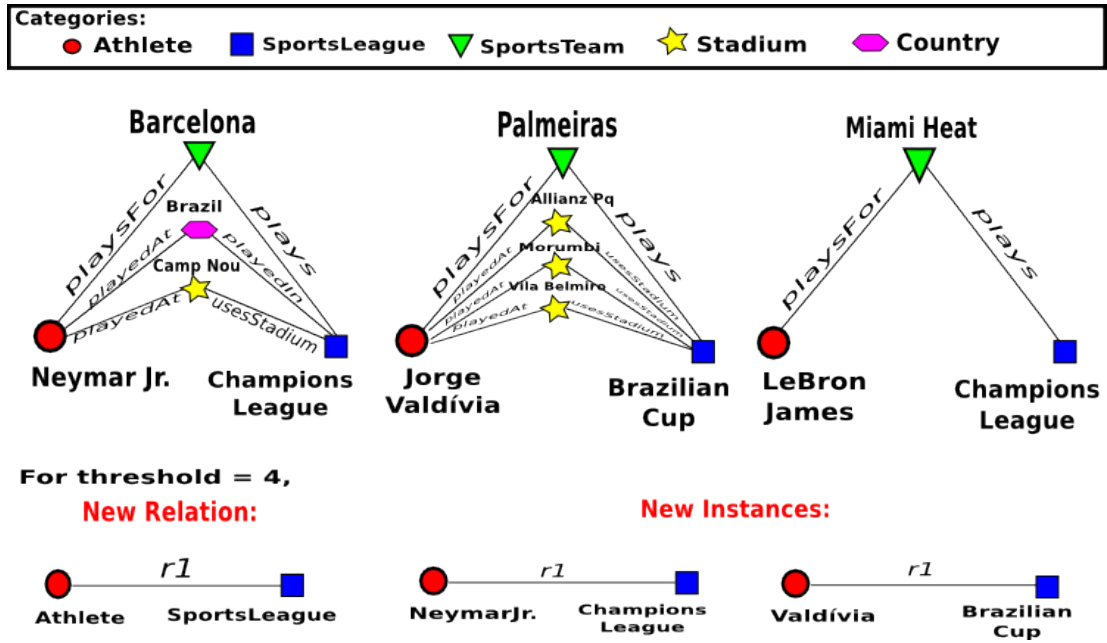 Categories:
Athlete SportsLeague SportsTeam Stadium Country
Barcelona
playsFor
plays
Brazil
playedAt
playedIn
Camp Nou
playedAt
usesStadium
Neymar Jr.
Champions
League
Palmeiras
playsFor
plays
Allianz Pq
playedAt
usesStadium
Morumbi
playedAt
usesStadium
Vila Belmiro
playedAt
usesStadium
Jorge
Valdívia
Brazilian
Cup
Miami Heat
playsFor
plays
LeBron
James
Champions
League
For threshold = 4,
New Relation:
r1
Athlete
SportsLeague
New Instances:
r1
NeymarJr.
Champions
League
r1
Valdívia
Brazilian
Cup